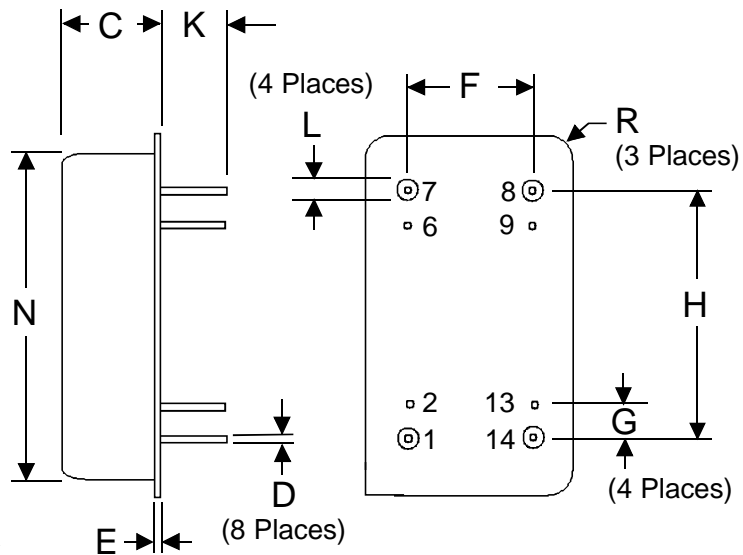 C K
(4 Places) F
L
R
(3 Places)
7 8
6 9
N
H
2 13
G
1 14
D
(8 Places)
(4 Places)
E